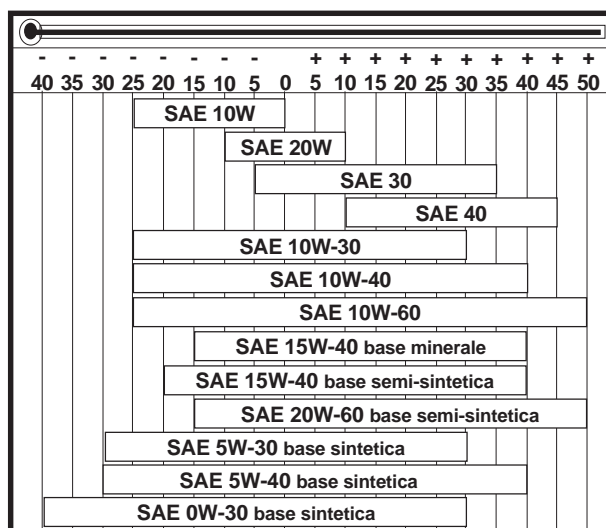 - - - - - - - - + + + + + + + + + +
40 35 30 25 20 15 10 5 0 5 10 15 20 25 30 35 40 45 50
SAE 10W
SAE 20W
SAE 30
SAE 40
SAE 10W-30
SAE 10W-40
SAE 10W-60
SAE 15W-40 base minerale
SAE 15W-40 base semi-sintetica
SAE 20W-60 base semi-sintetica
SAE 5W-30 base sintetica
SAE 5W-40 base sintetica
SAE 0W-30 base sintetica